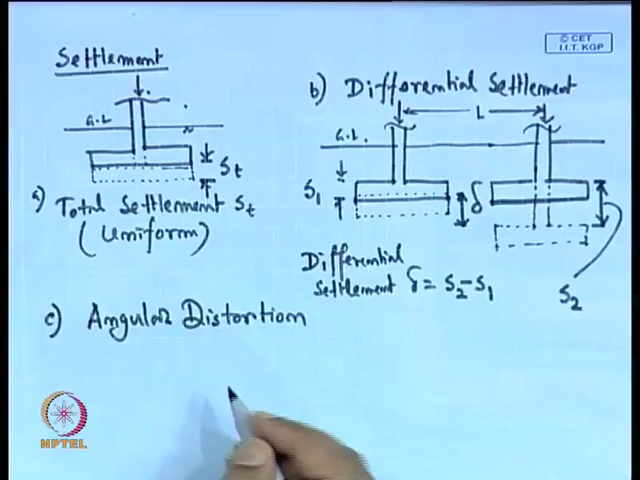 Settlement
© CET
I.I.T. KGP
G.L
St
a) Total Settlement St
(Uniform)
b) Differential Settlement
L
G.L.
S1
δ
S2
Differential
Settlement δ = S2-S1
c) Angular Distortion
NPTEL